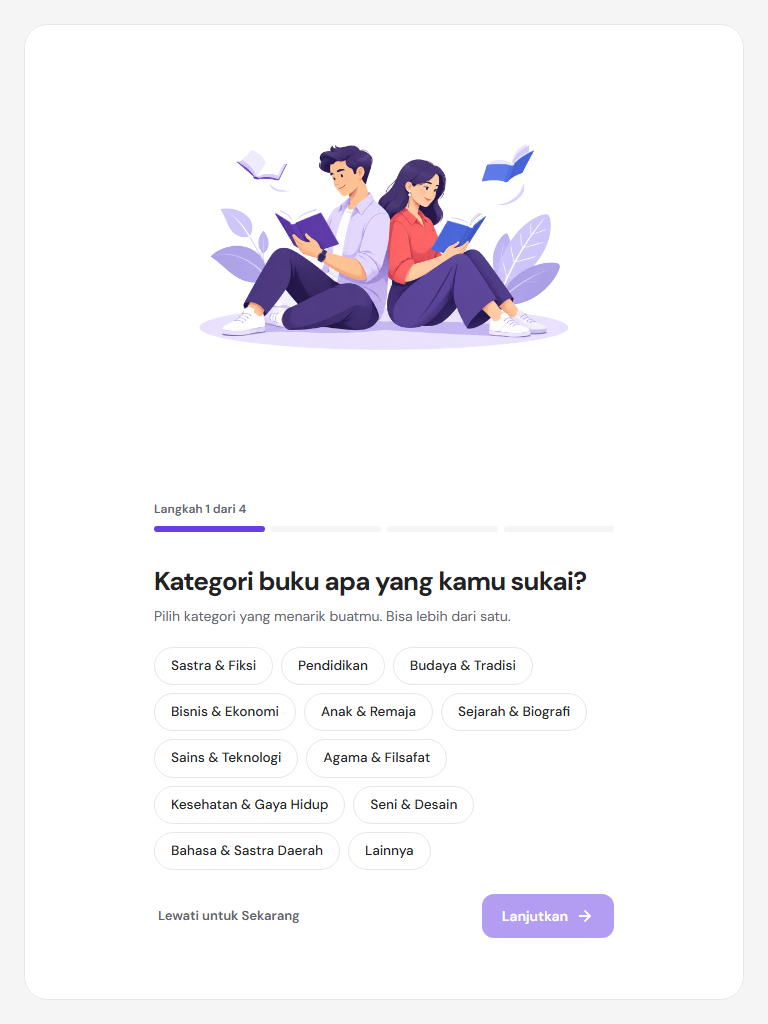 Langkah 1 dari 4
Kategori buku apa yang kamu sukai?
Pilih kategori yang menarik buatmu. Bisa lebih dari satu.
Sastra & Fiksi
Pendidikan
Budaya & Tradisi
Bisnis & Ekonomi
Anak & Remaja
Sejarah & Biografi
Sains & Teknologi
Agama & Filsafat
Kesehatan & Gaya Hidup
Seni & Desain
Bahasa & Sastra Daerah
Lainnya
Lewati untuk Sekarang
Lanjutkan